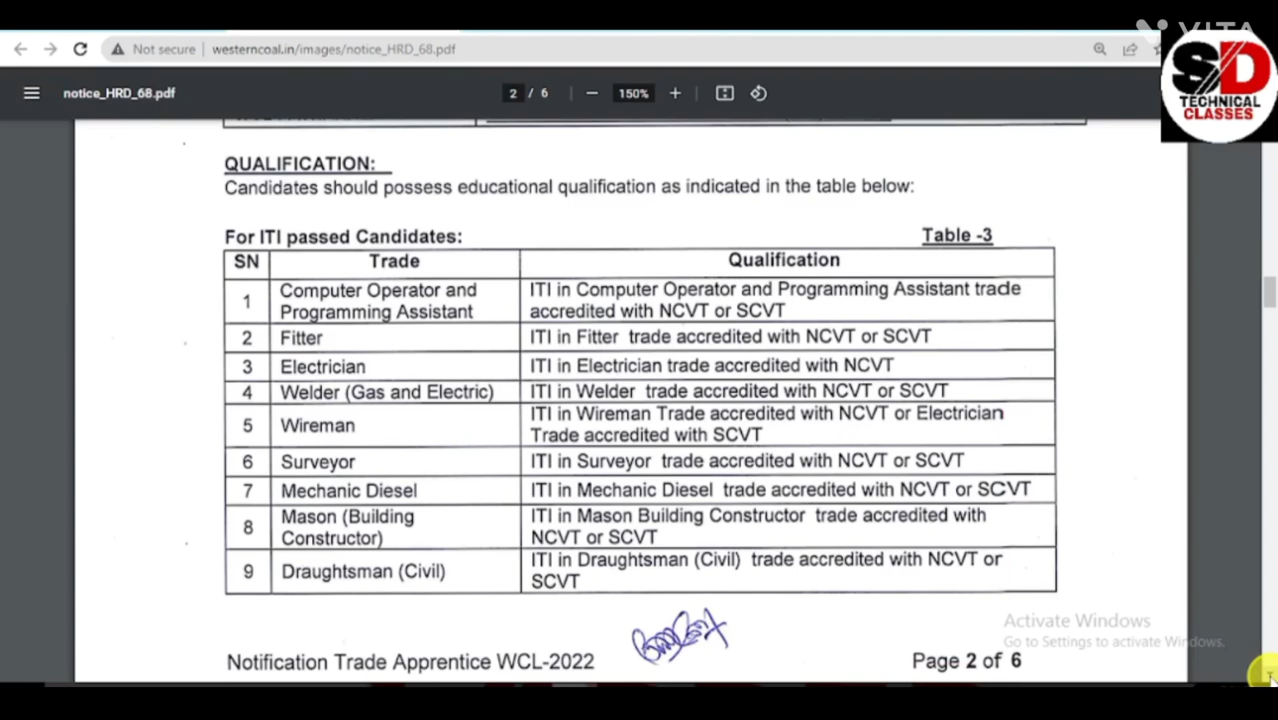 VITA
Not secure westerncoal.in/images/notice_HRD_68.pdf
notice_HRD_68.pdf 2 / 6 − 150% +
SD
TECHNICAL
CLASSES
QUALIFICATION:
Candidates should possess educational qualification as indicated in the table below:
For ITI passed Candidates: Table -3
SN Trade Qualification
1 Computer Operator and Programming Assistant ITI in Computer Operator and Programming Assistant trade
accredited with NCVT or SCVT
2 Fitter ITI in Fitter trade accredited with NCVT or SCVT
3 Electrician ITI in Electrician trade accredited with NCVT
4 Welder (Gas and Electric) ITI in Welder trade accredited with NCVT or SCVT
5 Wireman ITI in Wireman Trade accredited with NCVT or Electrician
Trade accredited with SCVT
6 Surveyor ITI in Surveyor trade accredited with NCVT or SCVT
7 Mechanic Diesel ITI in Mechanic Diesel trade accredited with NCVT or SCVT
8 Mason (Building Constructor) ITI in Mason Building Constructor trade accredited with
NCVT or SCVT
9 Draughtsman (Civil) ITI in Draughtsman (Civil) trade accredited with NCVT or
SCVT
Activate Windows
Go to Settings to activate Windows.
Notification Trade Apprentice WCL-2022 Page 2 of 6